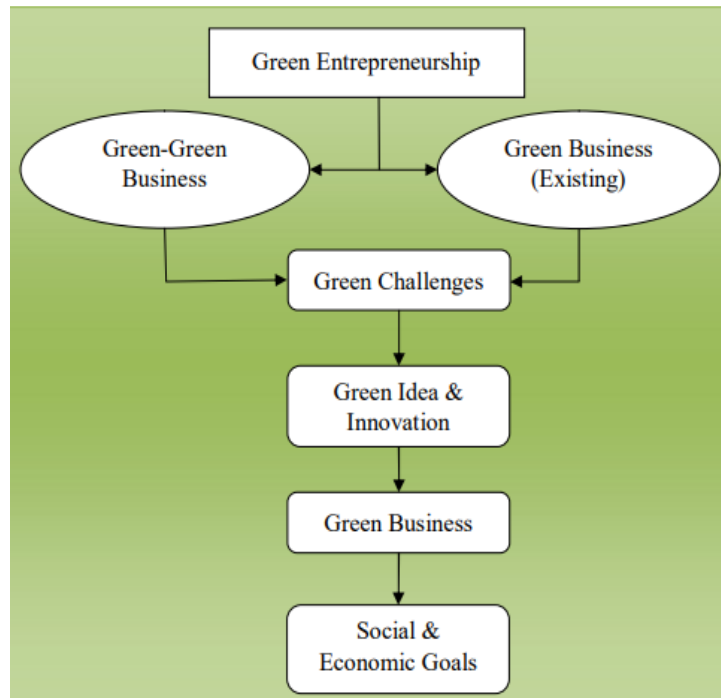 Green Entrepreneurship
Green-Green
Business
Green Business
(Existing)
Green Challenges
Green Idea &
Innovation
Green Business
Social &
Economic Goals